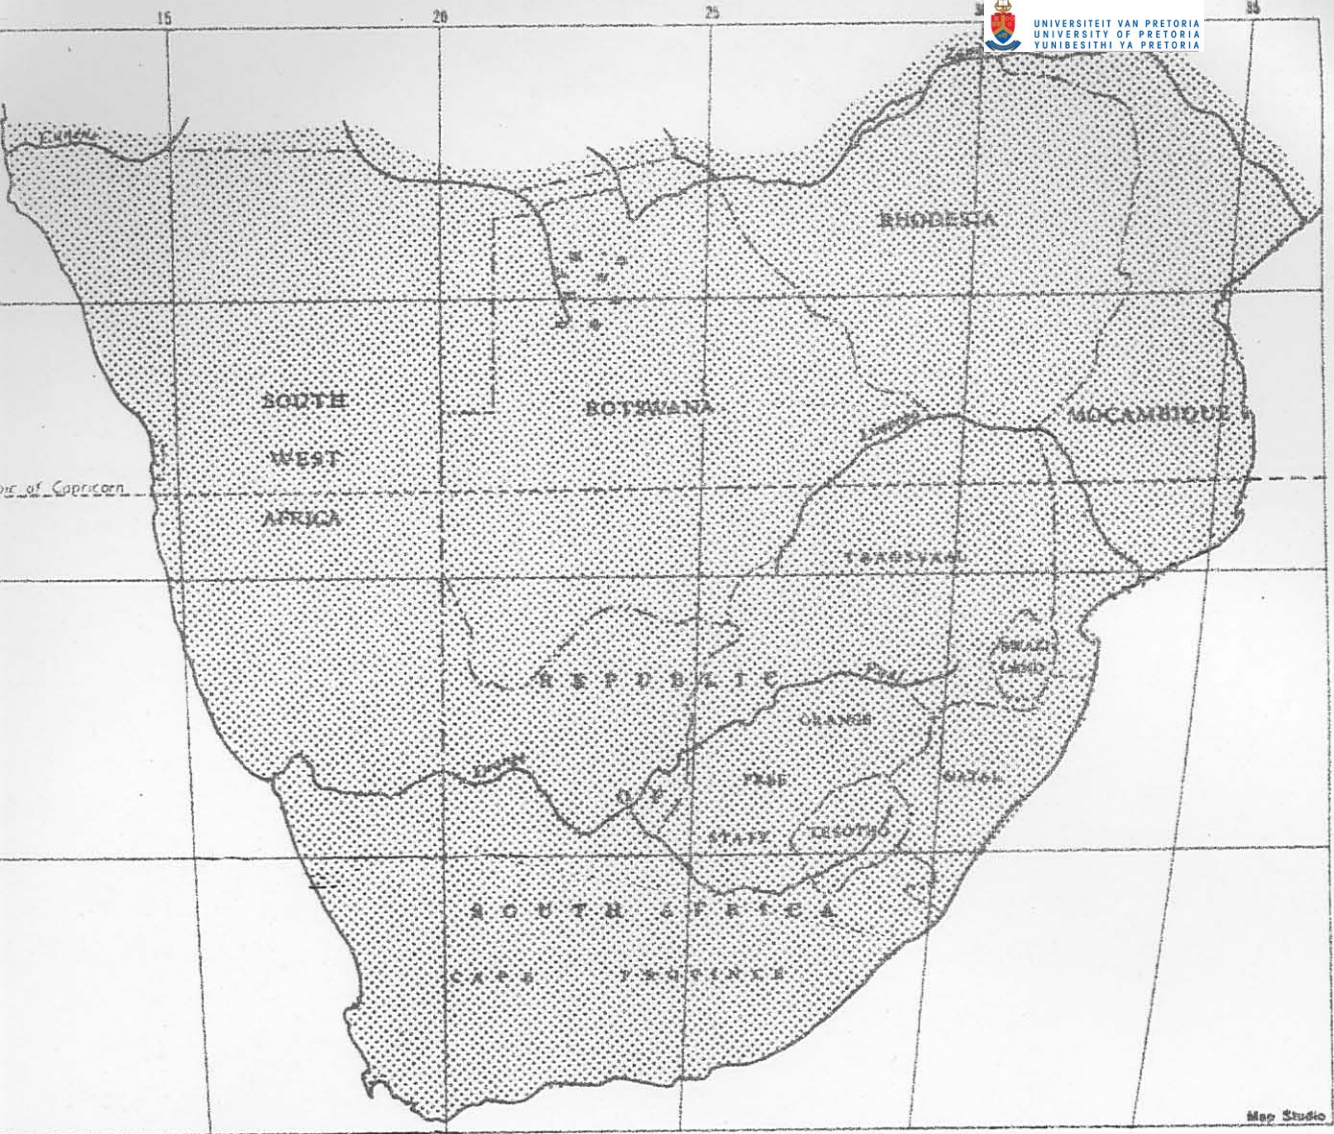 15
20
25
30
35
UNIVERSITEIT VAN PRETORIA
UNIVERSITY OF PRETORIA
YUNIBESITHI YA PRETORIA
Cunene
RHODESIA
SOUTH
WEST
AFRICA
BOTSWANA
MOÇAMBIQUE
Limpopo
of Capricorn
TRANSVAAL
SWAZI
LAND
REPUBLIC
Vaal
ORANGE
Orange
FREE
NATAL
OF
STATE
LESOTHO
SOUTH AFRICA
CAPE PROVINCE
Map Studio